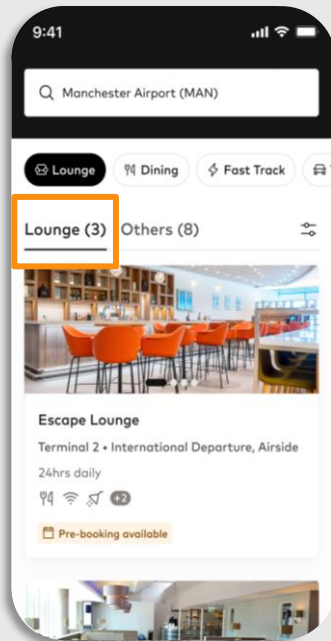 9:41
Manchester Airport (MAN)
Lounge Dining Fast Track
Lounge (3) Others (8)
Escape Lounge
Terminal 2 • International Departure, Airside
24hrs daily
+2
Pre-booking available